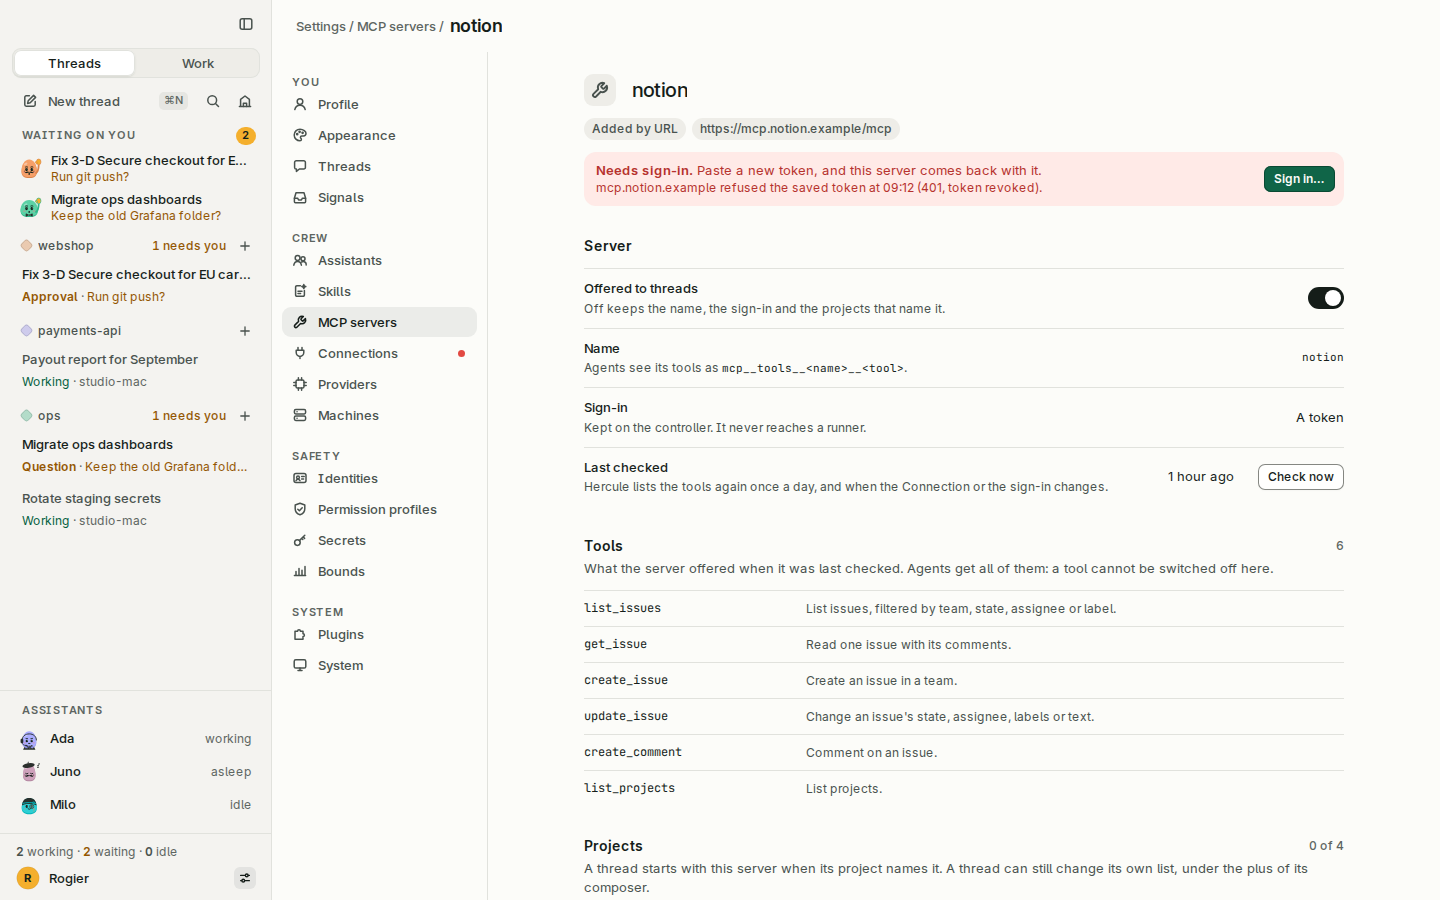 Threads
Work
New thread
⌘N
WAITING ON YOU
2
Fix 3-D Secure checkout for E...
Run git push?
Migrate ops dashboards
Keep the old Grafana folder?
webshop
1 needs you
Fix 3-D Secure checkout for EU car...
Approval · Run git push?
payments-api
Payout report for September
Working · studio-mac
ops
1 needs you
Migrate ops dashboards
Question · Keep the old Grafana fold...
Rotate staging secrets
Working · studio-mac
ASSISTANTS
Ada
working
Juno
asleep
Milo
idle
2 working · 2 waiting · 0 idle
R
Rogier
Settings / MCP servers / notion
YOU
Profile
Appearance
Threads
Signals
CREW
Assistants
Skills
MCP servers
Connections
Providers
Machines
SAFETY
Identities
Permission profiles
Secrets
Bounds
SYSTEM
Plugins
System
notion
Added by URL
https://mcp.notion.example/mcp
Needs sign-in. Paste a new token, and this server comes back with it.
mcp.notion.example refused the saved token at 09:12 (401, token revoked).
Sign in...
Server
Offered to threads
Off keeps the name, the sign-in and the projects that name it.
Name
Agents see its tools as mcp__tools__<name>__<tool>.
notion
Sign-in
Kept on the controller. It never reaches a runner.
A token
Last checked
Hercule lists the tools again once a day, and when the Connection or the sign-in changes.
1 hour ago
Check now
Tools
6
What the server offered when it was last checked. Agents get all of them: a tool cannot be switched off here.
list_issues
List issues, filtered by team, state, assignee or label.
get_issue
Read one issue with its comments.
create_issue
Create an issue in a team.
update_issue
Change an issue's state, assignee, labels or text.
create_comment
Comment on an issue.
list_projects
List projects.
Projects
0 of 4
A thread starts with this server when its project names it. A thread can still change its own list, under the plus of its
composer.